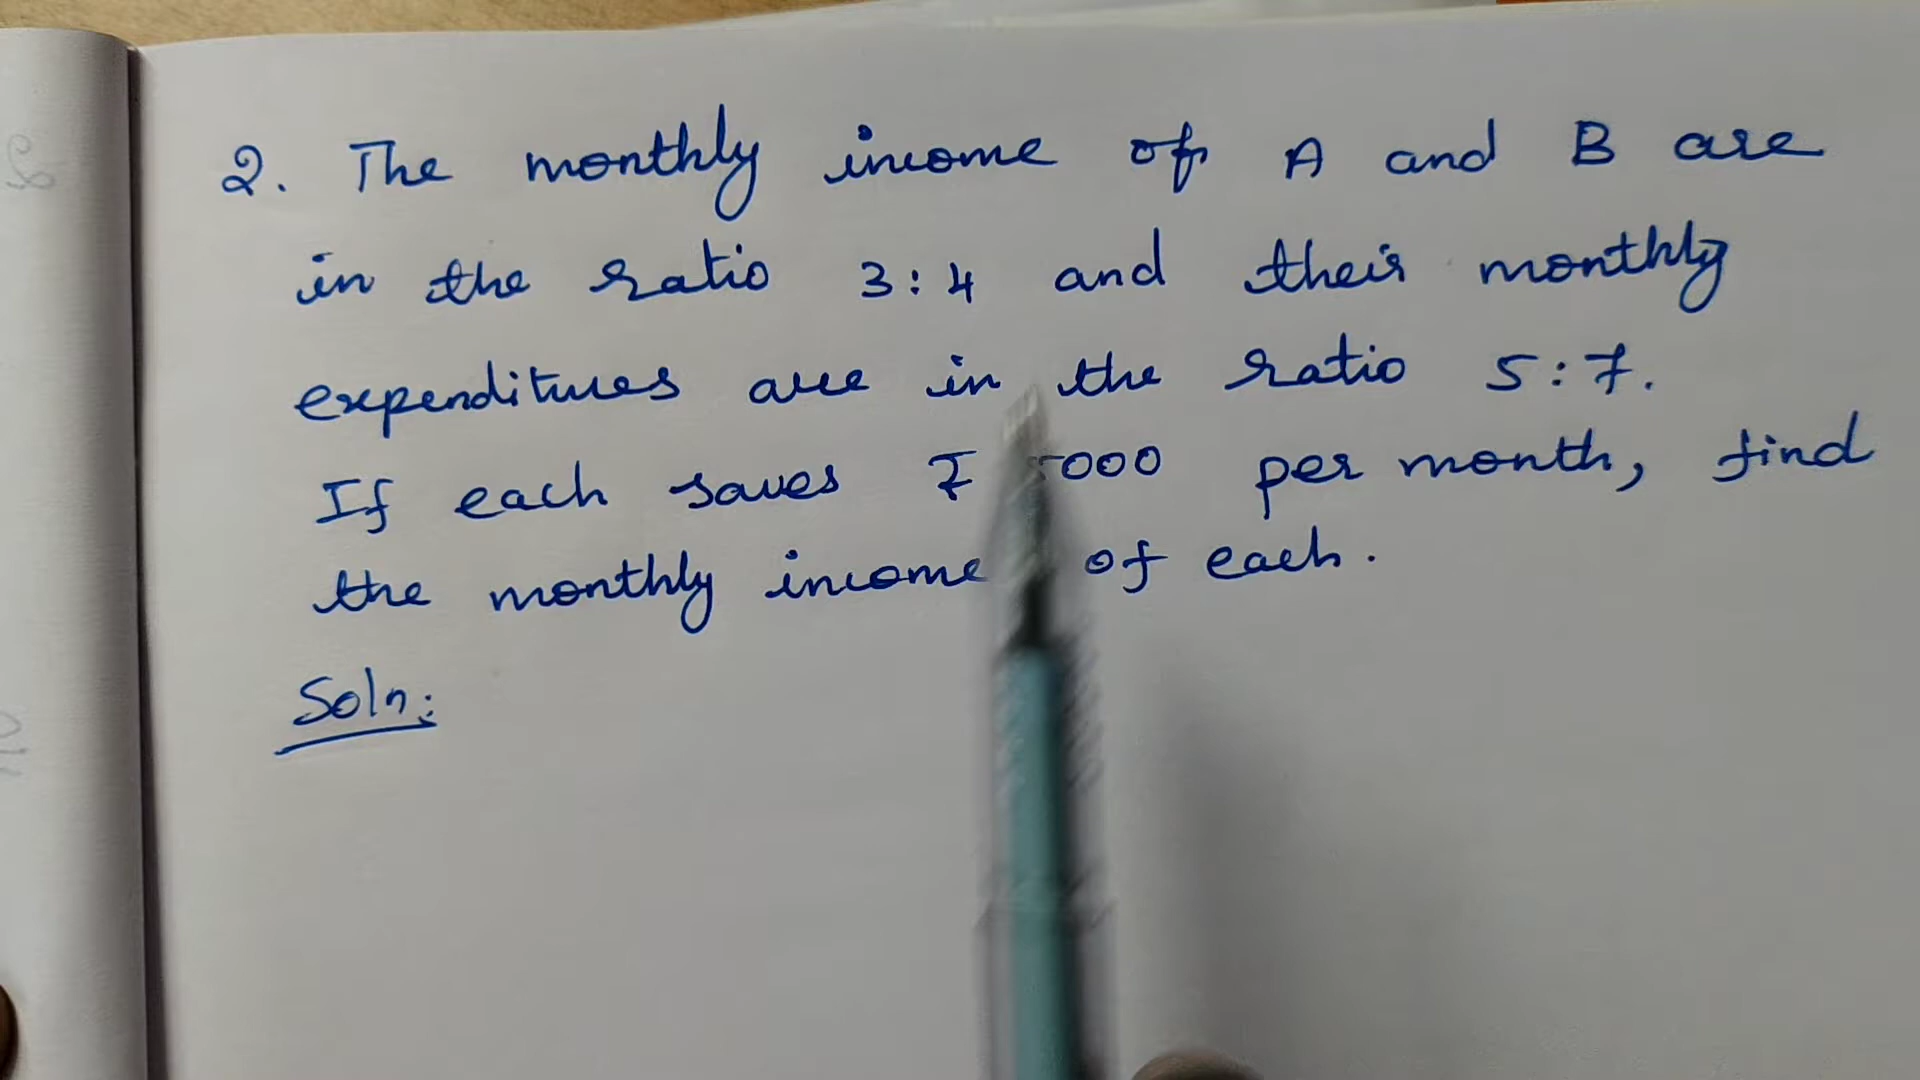 2. The monthly income of A and B are
in the ratio 3:4 and their monthly
expenditures are in the ratio 5:7.
If each saves ₹ 000 per month, find
the monthly income of each.
Soln: